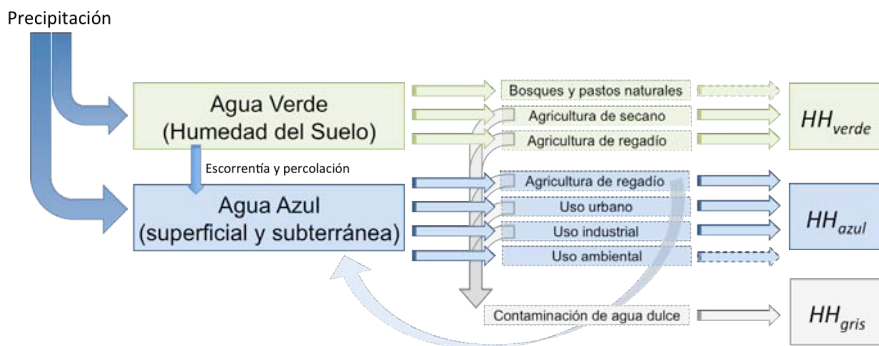 Precipitación
Agua Verde
(Humedad del Suelo)
Escorrentía y percolación
Agua Azul
(superficial y subterránea)
Bosques y pastos naturales
Agricultura de secano
Agricultura de regadío
Agricultura de regadío
Uso urbano
Uso industrial
Uso ambiental
Contaminación de agua dulce
HHverde
HHazul
HHgris